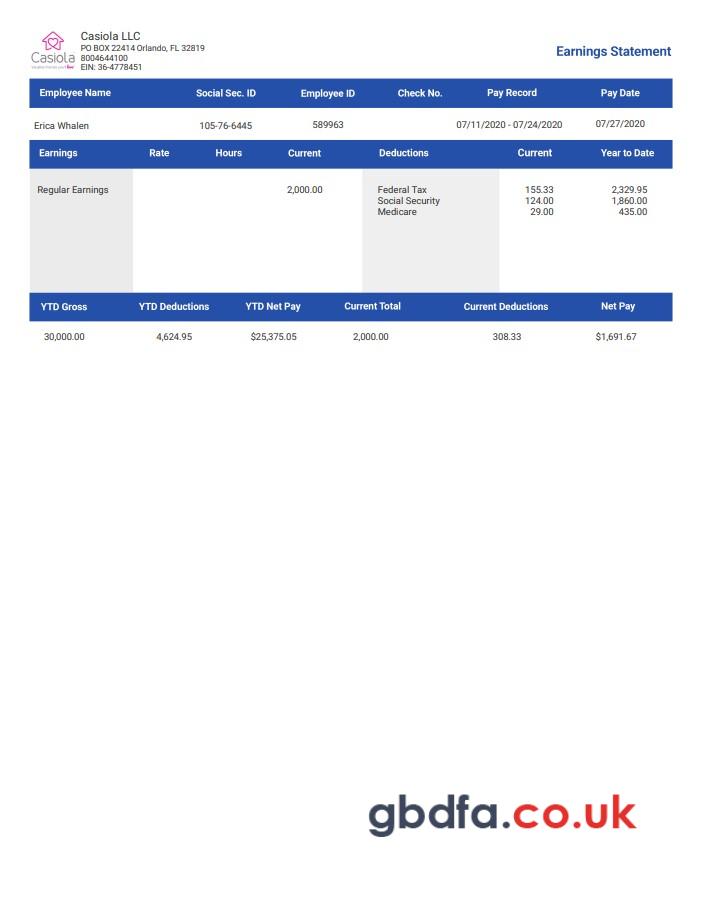 Casiola LLC
PO BOX 22414 Orlando, FL 32819
8004644100
EIN: 36-4778451
Casiola
Earnings Statement
Employee Name Social Sec. ID Employee ID Check No. Pay Record Pay Date
Erica Whalen 105-76-6445 589963 07/11/2020 - 07/24/2020 07/27/2020
Earnings Rate Hours Current Deductions Current Year to Date
Regular Earnings 2,000.00 Federal Tax 155.33 2,329.95
Social Security 124.00 1,860.00
Medicare 29.00 435.00
YTD Gross YTD Deductions YTD Net Pay Current Total Current Deductions Net Pay
30,000.00 4,624.95 $25,375.05 2,000.00 308.33 $1,691.67
gbdfa.co.uk